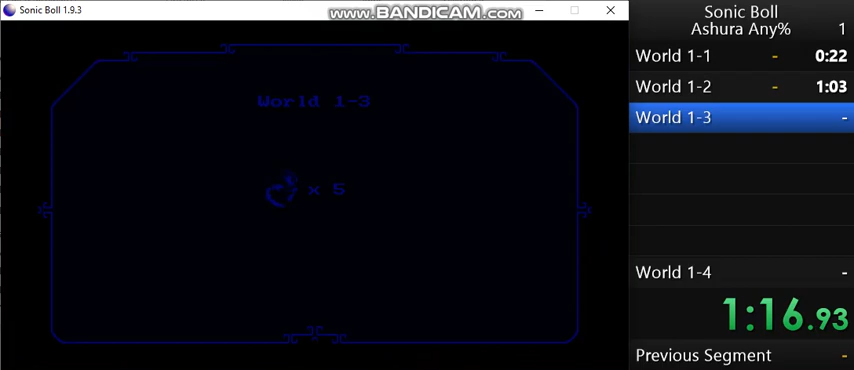 Sonic Boll 1.9.3
www.BANDICAM.com
World 1-3
x 5
Sonic Boll
Ashura Any%
1
World 1-1 - 0:22
World 1-2 - 1:03
World 1-3 -
World 1-4 -
1:16.93
Previous Segment -